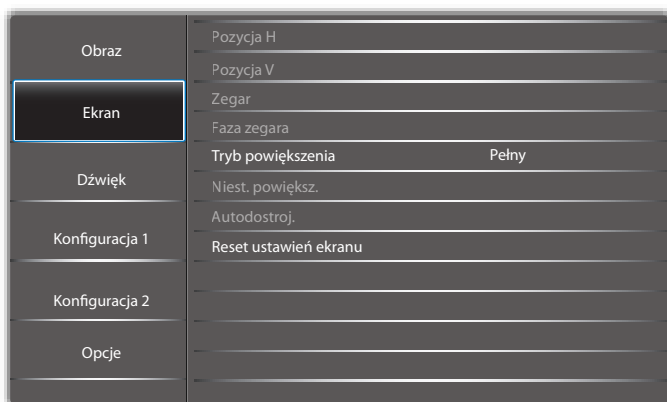 Obraz
Ekran
Dźwięk
Konfiguracja 1
Konfiguracja 2
Opcje
Pozycja H
Pozycja V
Zegar
Faza zegara
Tryb powiększenia Pełny
Niest. powiększ.
Autodostroj.
Reset ustawień ekranu